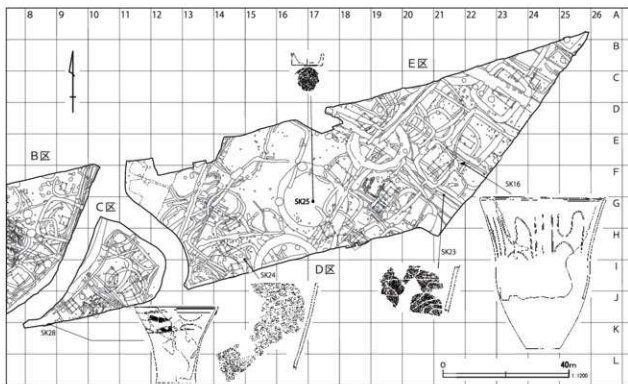 8 9 10 11 12 13 14 15 16 17 18 19 20 21 22 23 24 25 26
A
B
C
D
E
F
G
H
I
J
K
L
E区
B区
C区
SK16
SK25
SK23
SK24
D区
SK28
0 40m
1:1200